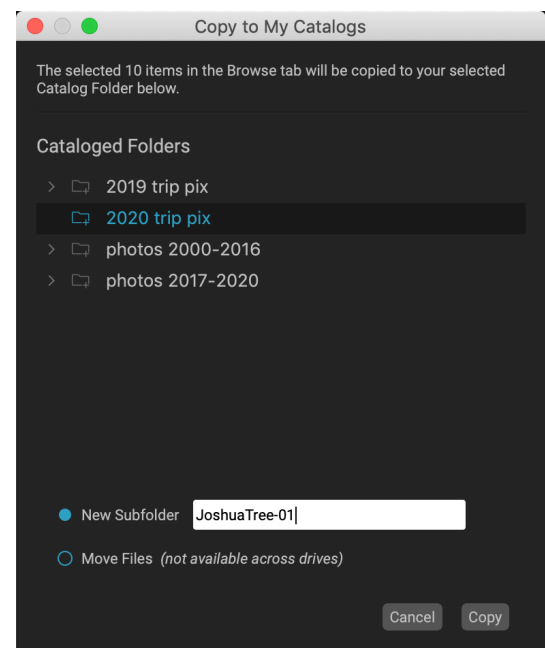 Copy to My Catalogs
The selected 10 items in the Browse tab will be copied to your selected
Catalog Folder below.
Cataloged Folders
2019 trip pix
2020 trip pix
photos 2000-2016
photos 2017-2020
New Subfolder JoshuaTree-01
Move Files (not available across drives)
Cancel Copy